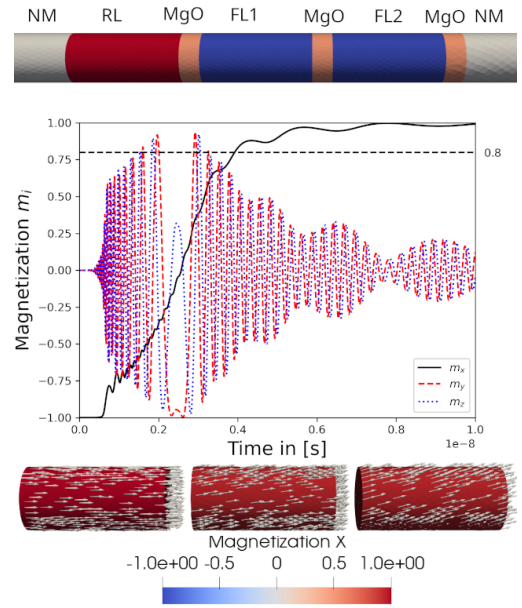 NM RL MgO FL1 MgO FL2 MgO NM
1.00
0.75
0.50
0.25
0.00
−0.25
−0.50
−0.75
−1.00
Magnetization m_i
0.8
m_x
m_y
m_z
0.0 0.2 0.4 0.6 0.8 1.0
1e−8
Time in [s]
Magnetization X
-1.0e+00 -0.5 0 0.5 1.0e+00